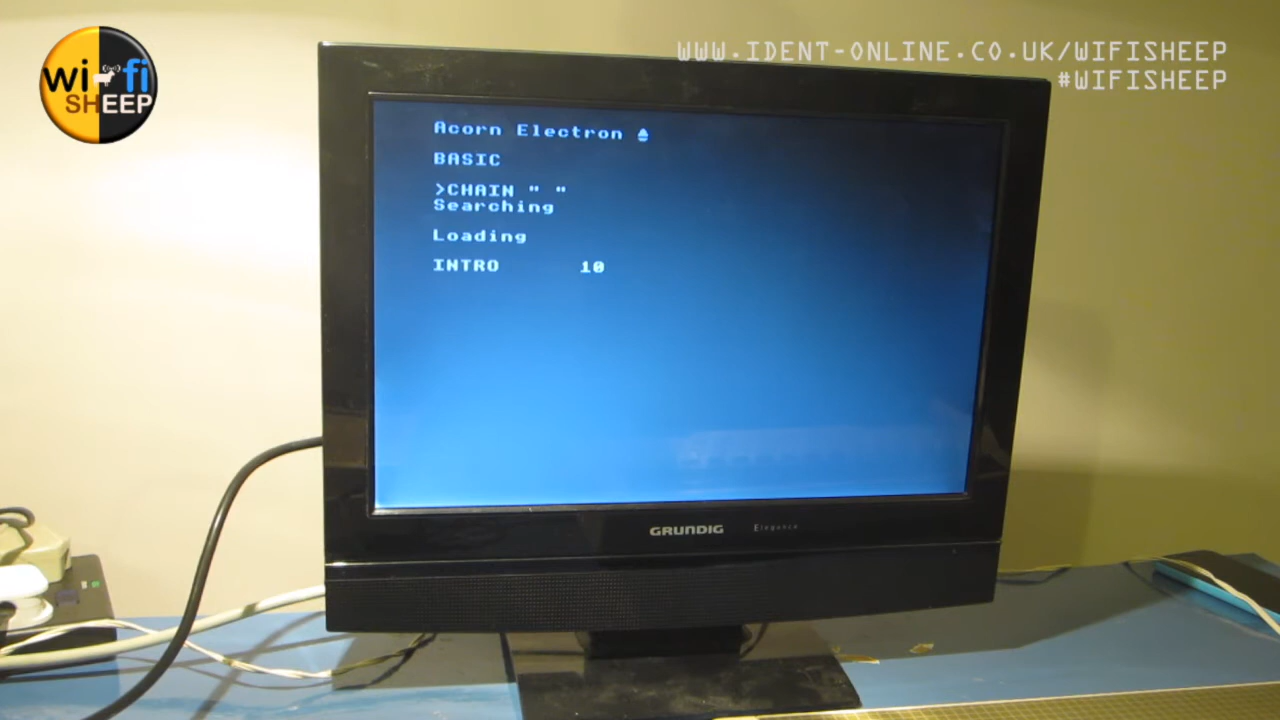 wi fi
SHEEP
WWW.IDENT-ONLINE.CO.UK/WIFISHEEP
#WIFISHEEP
Acorn Electron
BASIC
>CHAIN " "
Searching
Loading
INTRO 10
GRUNDIG Elegance